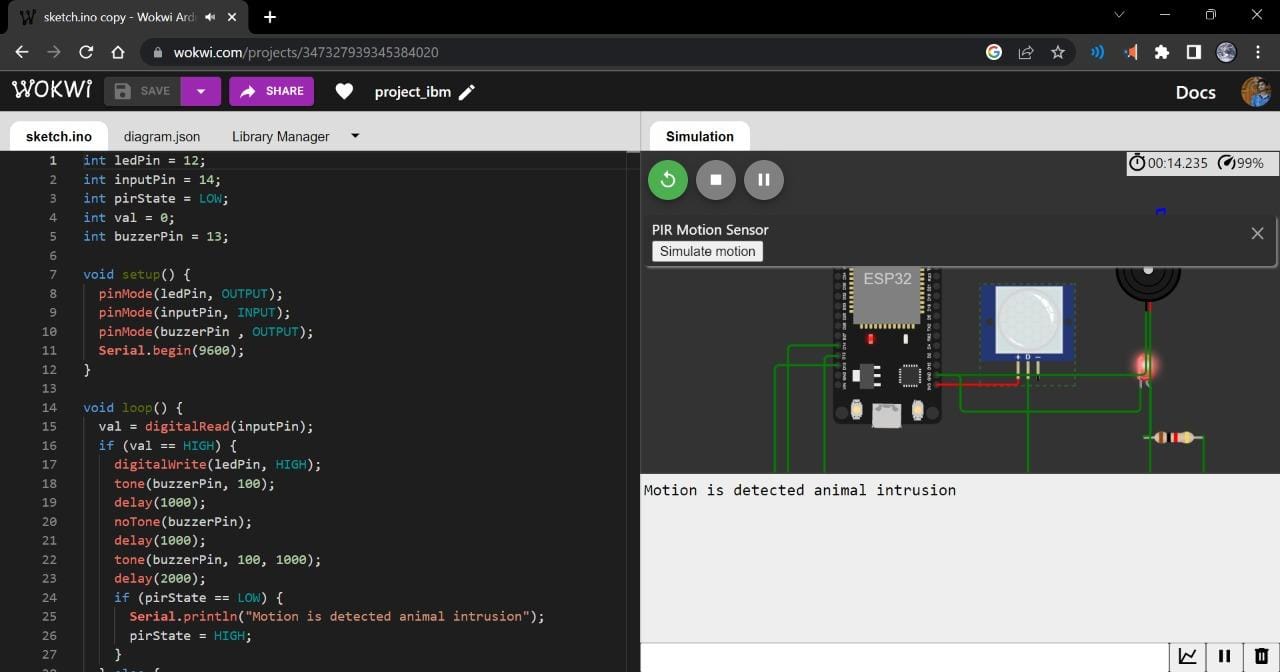 sketch.ino copy - Wokwi Ard
wokwi.com/projects/347327939345384020
WOKWI
SAVE
SHARE
project_ibm
Docs
sketch.ino
diagram.json
Library Manager
1 int ledPin = 12;
2 int inputPin = 14;
3 int pirState = LOW;
4 int val = 0;
5 int buzzerPin = 13;
6
7 void setup() {
8 pinMode(ledPin, OUTPUT);
9 pinMode(inputPin, INPUT);
10 pinMode(buzzerPin , OUTPUT);
11 Serial.begin(9600);
12 }
13
14 void loop() {
15 val = digitalRead(inputPin);
16 if (val == HIGH) {
17 digitalWrite(ledPin, HIGH);
18 tone(buzzerPin, 100);
19 delay(1000);
20 noTone(buzzerPin);
21 delay(1000);
22 tone(buzzerPin, 100, 1000);
23 delay(2000);
24 if (pirState == LOW) {
25 Serial.println("Motion is detected animal intrusion");
26 pirState = HIGH;
27 }
28 } else {
Simulation
00:14.235 99%
PIR Motion Sensor
Simulate motion
ESP32
+ D -
Motion is detected animal intrusion